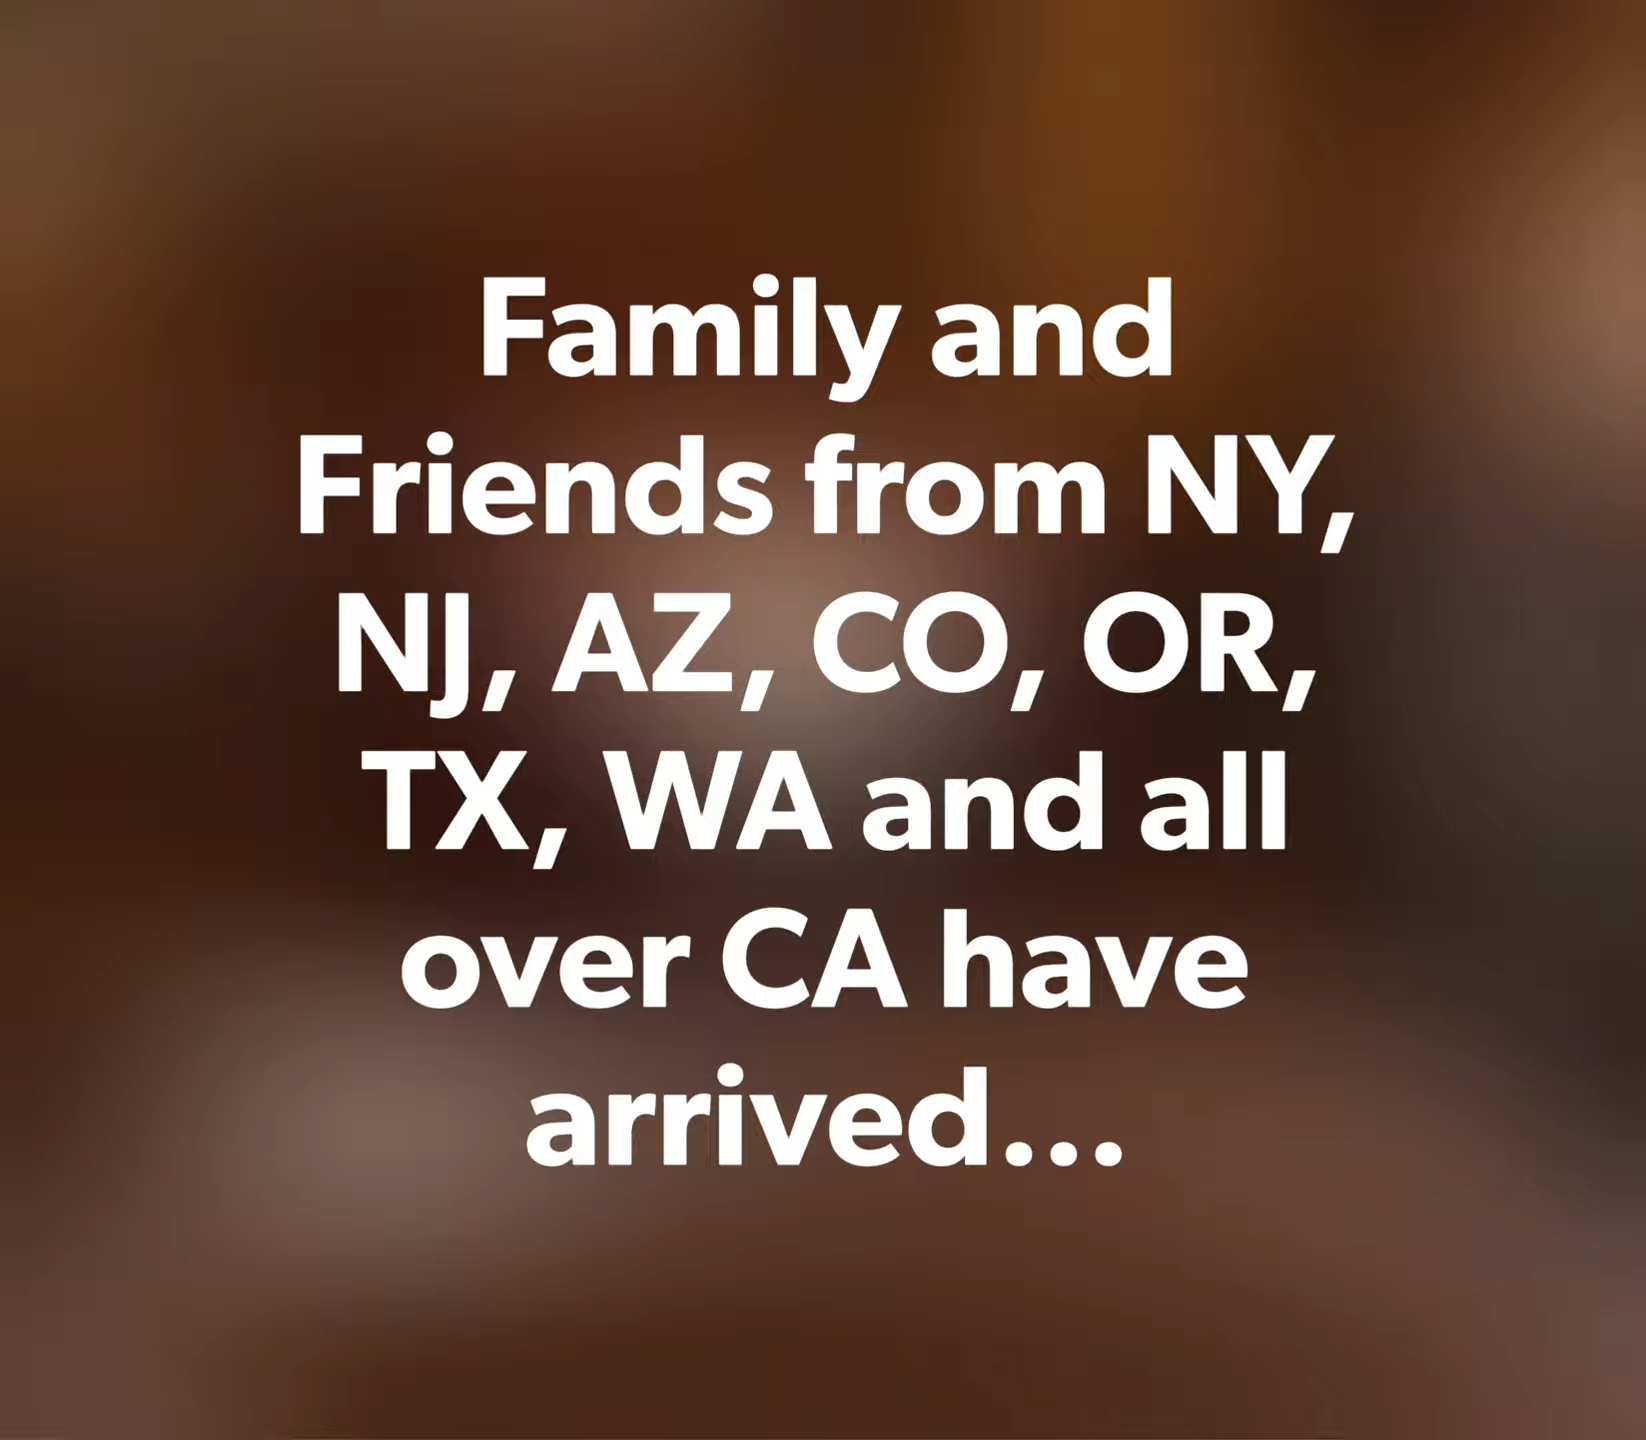 Family and
Friends from NY,
NJ, AZ, CO, OR,
TX, WA and all
over CA have
arrived...